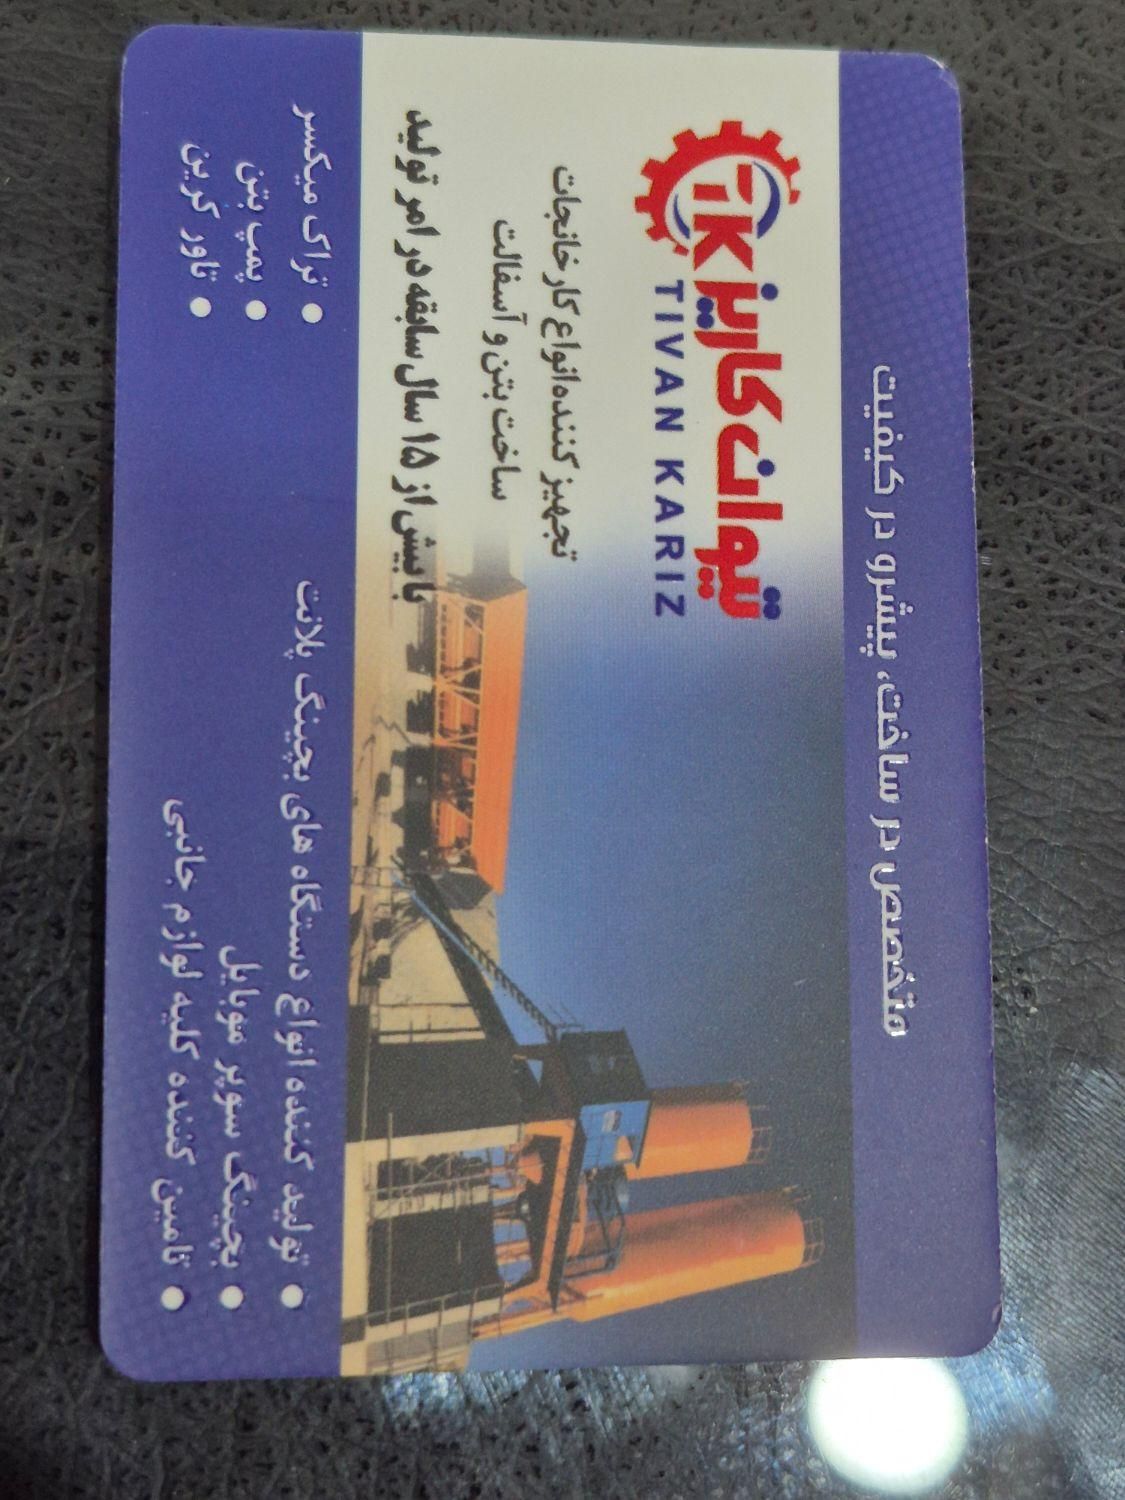 متخصص در ساخت، پیشرو در کیفیت
TK
تیوان کاریز
TIVAN KARIZ
تجهیز کننده انواع کارخانجات
ساخت بتن و آسفالت
با بیش از ۱۵ سال سابقه در امر تولید
• تولید کننده انواع دستگاه های بچینگ پلانت
• بچینگ سوپر موبایل
• تامین کننده کلیه لوازم جانبی
• تراک میکسر
• پمپ بتن
• تاور کرین